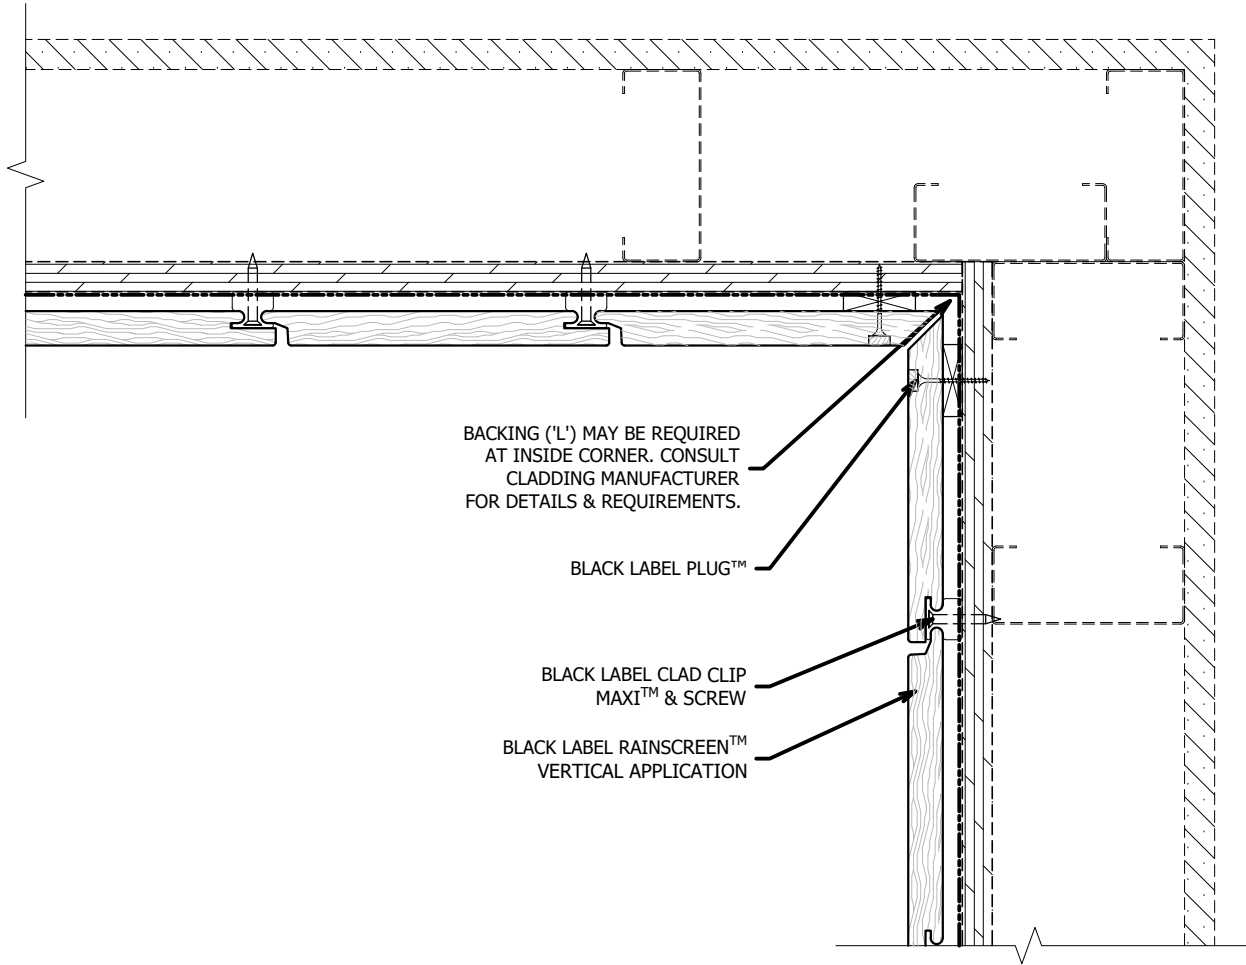 BACKING ('L') MAY BE REQUIRED
AT INSIDE CORNER. CONSULT
CLADDING MANUFACTURER
FOR DETAILS & REQUIREMENTS.
BLACK LABEL PLUG™
BLACK LABEL CLAD CLIP
MAXI™ & SCREW
BLACK LABEL RAINSCREEN™
VERTICAL APPLICATION